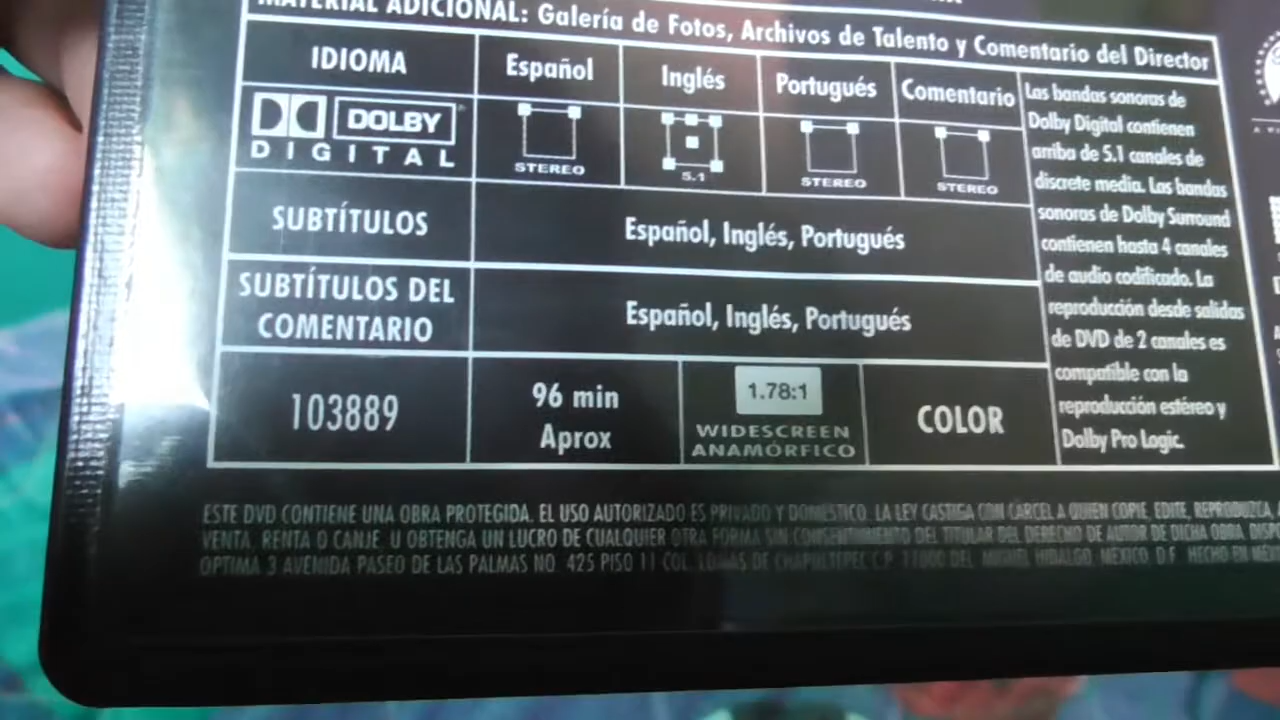 MATERIAL ADICIONAL: Galería de Fotos, Archivos de Talento y Comentario del Director
IDIOMA
Español
Inglés
Portugués
Comentario
DOLBY
DIGITAL
STEREO
5.1
STEREO
STEREO
SUBTÍTULOS
Español, Inglés, Portugués
SUBTÍTULOS DEL
COMENTARIO
Español, Inglés, Portugués
103889
96 min
Aprox
1.78:1
WIDESCREEN
ANAMÓRFICO
COLOR
Las bandas sonoras de
Dolby Digital contienen
arriba de 5.1 canales de
discrete media. Las bandas
sonoras de Dolby Surround
contienen hasta 4 canales
de audio codificado. La
reproducción desde salidas
de DVD de 2 canales es
compatible con la
reproducción estéreo y
Dolby Pro Logic.
ESTE DVD CONTIENE UNA OBRA PROTEGIDA. EL USO AUTORIZADO ES PRIVADO Y DOMÉSTICO. LA LEY CASTIGA CON CÁRCEL A QUIEN COPIE, EDITE, REPRODUZCA,
VENTA, RENTA O CANJE, U OBTENGA UN LUCRO DE CUALQUIER OTRA FORMA SIN CONSENTIMIENTO DEL TITULAR DEL DERECHO DE AUTOR DE DICHA OBRA
OPTIMA 3 AVENIDA PASEO DE LAS PALMAS NO. 425 PISO 11 COL. LOMAS DE CHAPULTEPEC C.P. 11000 DEL. MIGUEL HIDALGO, MÉXICO D.F. HECHO EN